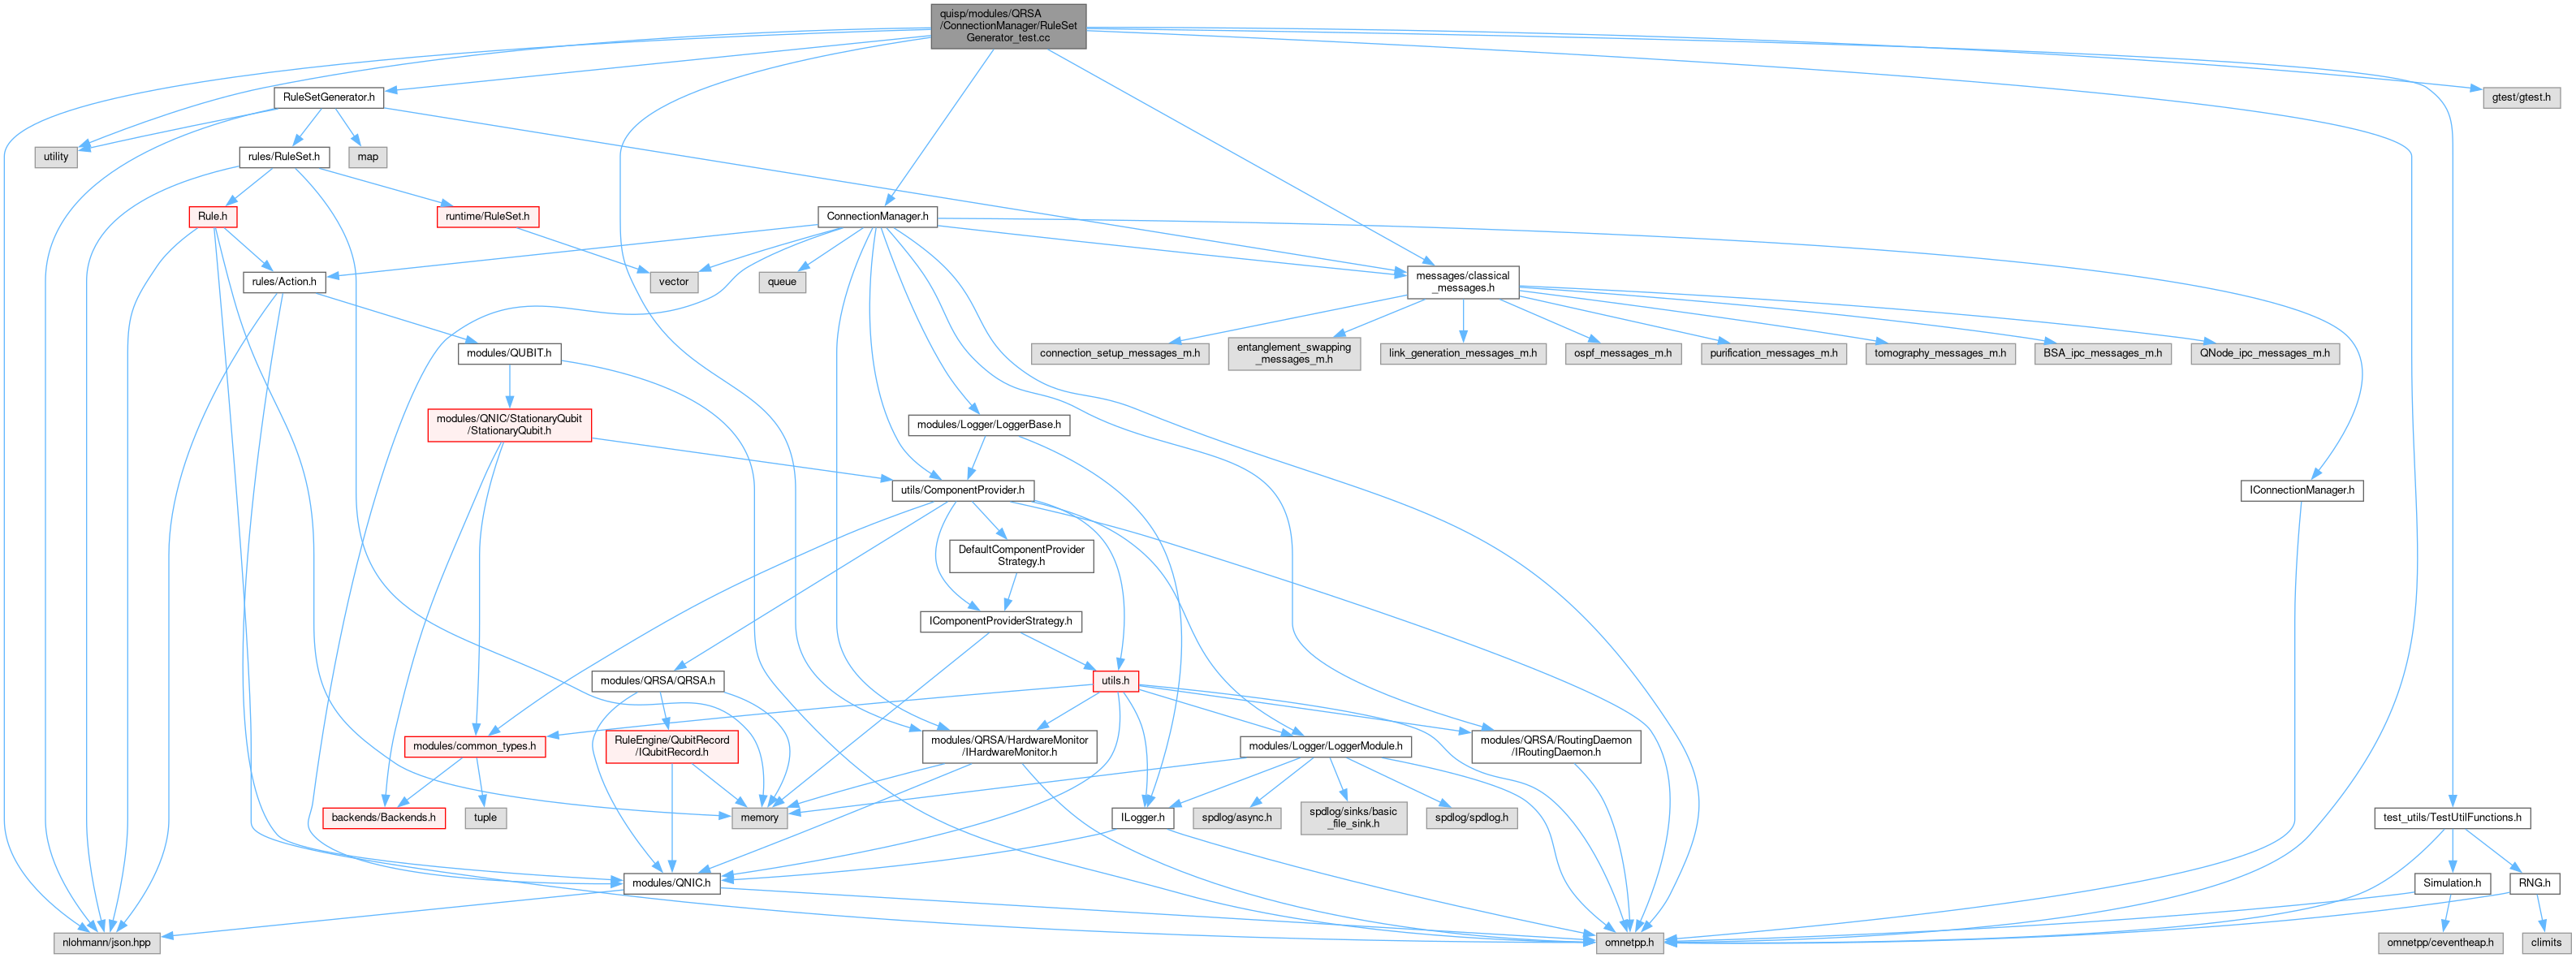 quisp/modules/QRSA
/ConnectionManager/RuleSet
Generator_test.cc
RuleSetGenerator.h
gtest/gtest.h
utility
rules/RuleSet.h
map
Rule.h
runtime/RuleSet.h
ConnectionManager.h
rules/Action.h
vector
queue
messages/classical
_messages.h
modules/QUBIT.h
connection_setup_messages_m.h
entanglement_swapping
_messages_m.h
link_generation_messages_m.h
ospf_messages_m.h
purification_messages_m.h
tomography_messages_m.h
BSA_ipc_messages_m.h
QNode_ipc_messages_m.h
modules/QNIC/StationaryQubit
/StationaryQubit.h
modules/Logger/LoggerBase.h
utils/ComponentProvider.h
IConnectionManager.h
DefaultComponentProvider
Strategy.h
IComponentProviderStrategy.h
modules/QRSA/QRSA.h
utils.h
modules/common_types.h
RuleEngine/QubitRecord
/IQubitRecord.h
modules/QRSA/HardwareMonitor
/IHardwareMonitor.h
modules/Logger/LoggerModule.h
modules/QRSA/RoutingDaemon
/IRoutingDaemon.h
backends/Backends.h
tuple
memory
ILogger.h
spdlog/async.h
spdlog/sinks/basic
_file_sink.h
spdlog/spdlog.h
test_utils/TestUtilFunctions.h
modules/QNIC.h
Simulation.h
RNG.h
nlohmann/json.hpp
omnetpp.h
omnetpp/ceventheap.h
climits